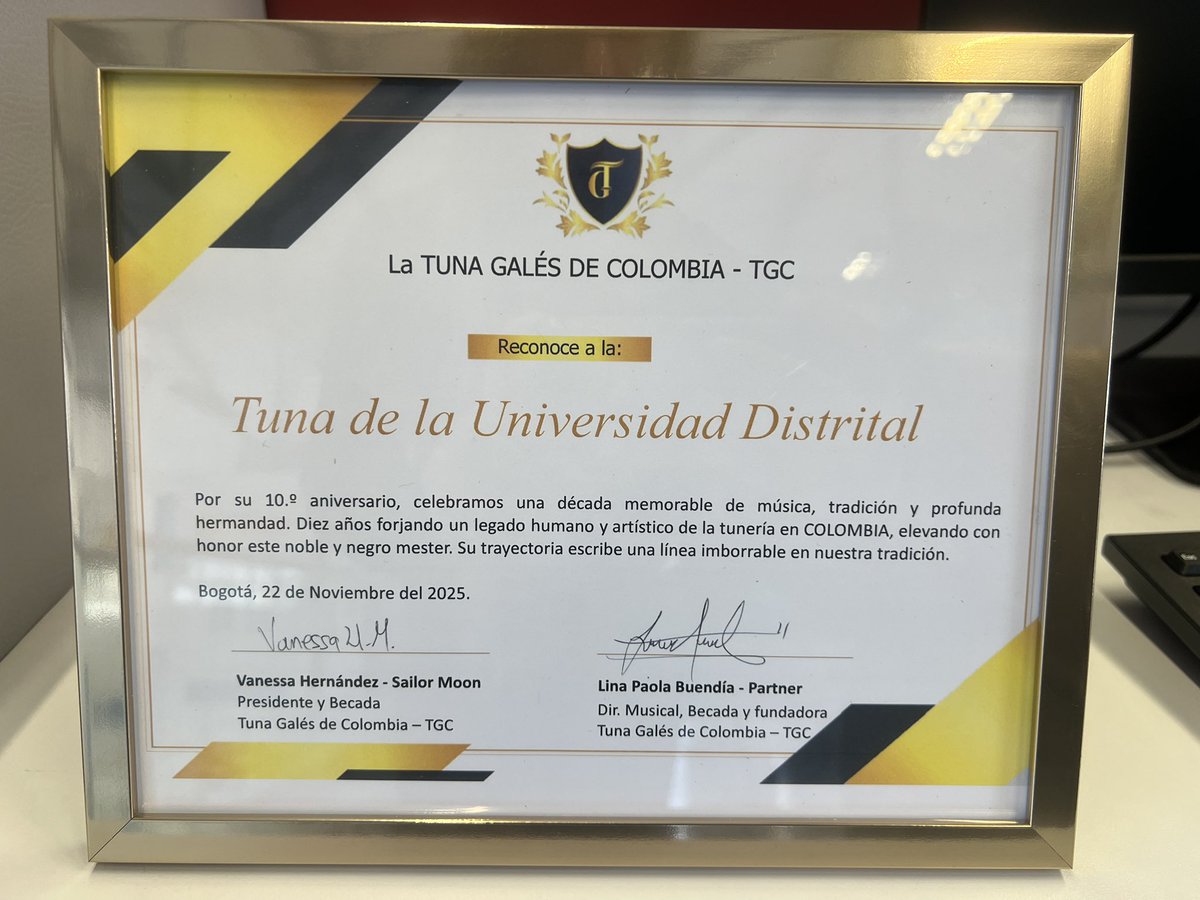 TG
La TUNA GALÉS DE COLOMBIA - TGC
Reconoce a la:
Tuna de la Universidad Distrital
Por su 10.º aniversario, celebramos una década memorable de música, tradición y profunda
hermandad. Diez años forjando un legado humano y artístico de la tunería en COLOMBIA, elevando con
honor este noble y negro mester. Su trayectoria escribe una línea imborrable en nuestra tradición.
Bogotá, 22 de Noviembre del 2025.
Vanessa H.M.
Vanessa Hernández - Sailor Moon
Presidente y Becada
Tuna Galés de Colombia – TGC
Lina Paola Buendía - Partner
Dir. Musical, Becada y fundadora
Tuna Galés de Colombia – TGC